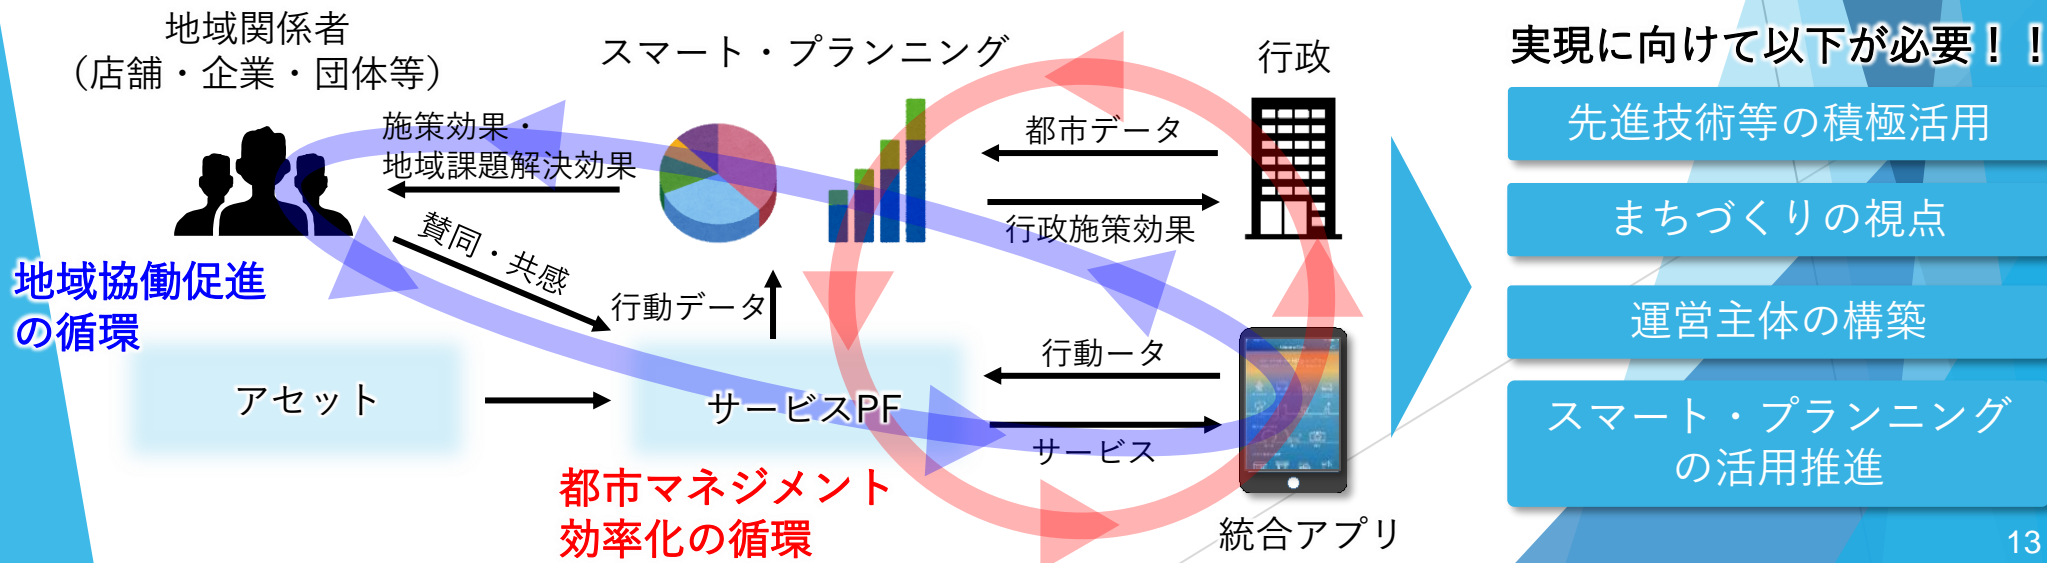 地域関係者
（店舗・企業・団体等）
スマート・プランニング
行政
施策効果・
地域課題解決効果
都市データ
行政施策効果
賛同・共感
行動データ
地域協働促進
の循環
アセット
サービスPF
行動ータ
サービス
都市マネジメント
効率化の循環
統合アプリ
実現に向けて以下が必要！！
先進技術等の積極活用
まちづくりの視点
運営主体の構築
スマート・プランニング
の活用推進
13